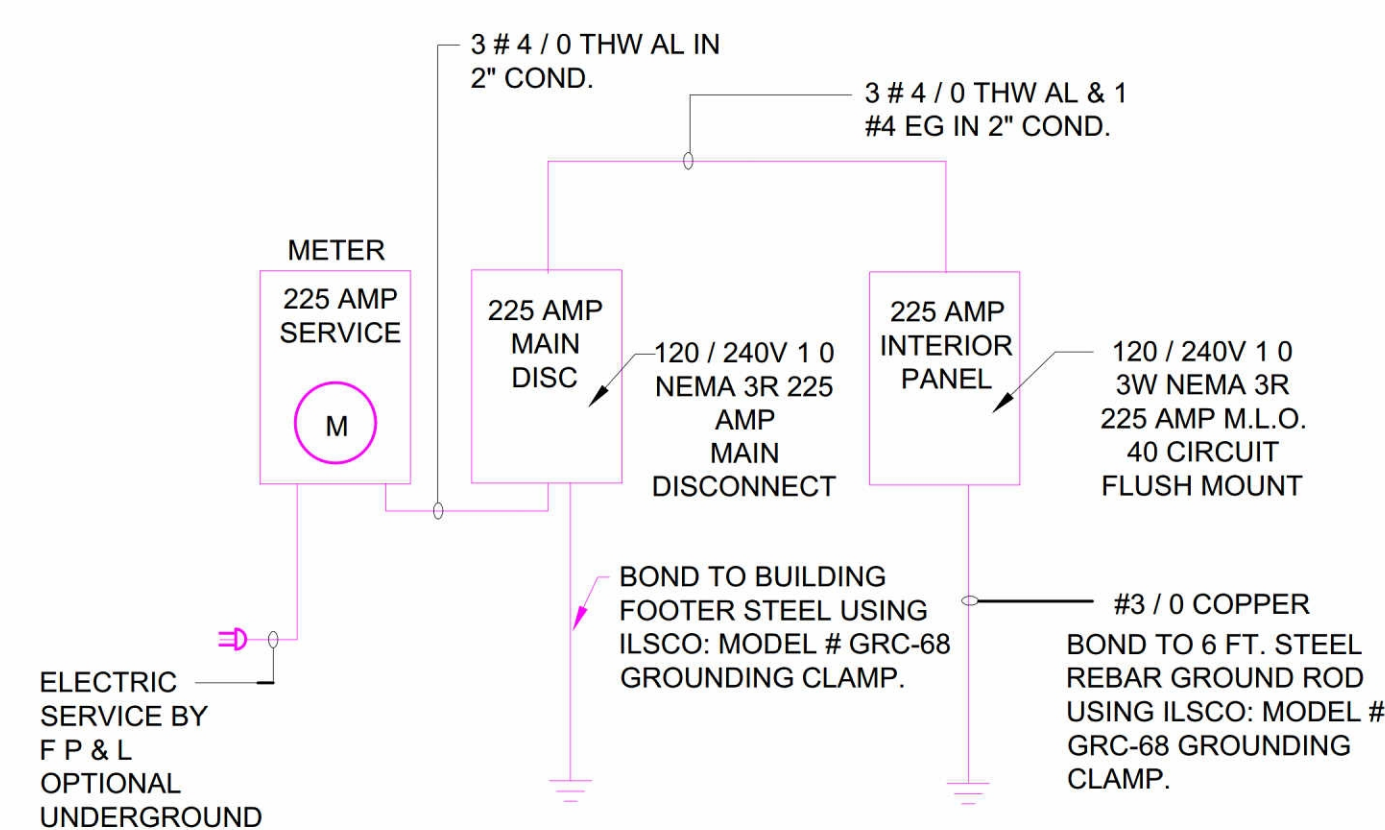 3 # 4 / 0 THW AL IN
2" COND.
3 # 4 / 0 THW AL & 1
#4 EG IN 2" COND.
METER
225 AMP
SERVICE
M
225 AMP
MAIN
DISC
120 / 240V 1 0
NEMA 3R 225
AMP
MAIN
DISCONNECT
225 AMP
INTERIOR
PANEL
120 / 240V 1 0
3W NEMA 3R
225 AMP M.L.O.
40 CIRCUIT
FLUSH MOUNT
BOND TO BUILDING
FOOTER STEEL USING
ILSCO: MODEL # GRC-68
GROUNDING CLAMP.
#3 / 0 COPPER
BOND TO 6 FT. STEEL
REBAR GROUND ROD
USING ILSCO: MODEL #
GRC-68 GROUNDING
CLAMP.
ELECTRIC
SERVICE BY
F P & L
OPTIONAL
UNDERGROUND